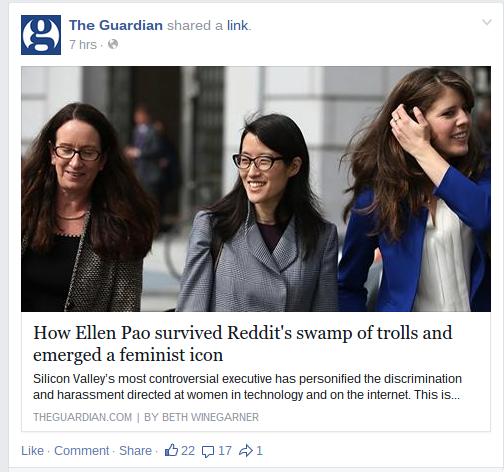 The Guardian shared a link.
7 hrs ·
How Ellen Pao survived Reddit's swamp of trolls and
emerged a feminist icon
Silicon Valley's most controversial executive has personified the discrimination
and harassment directed at women in technology and on the internet. This is...
THEGUARDIAN.COM | BY BETH WINEGARNER
Like · Comment · Share · 22 17 1